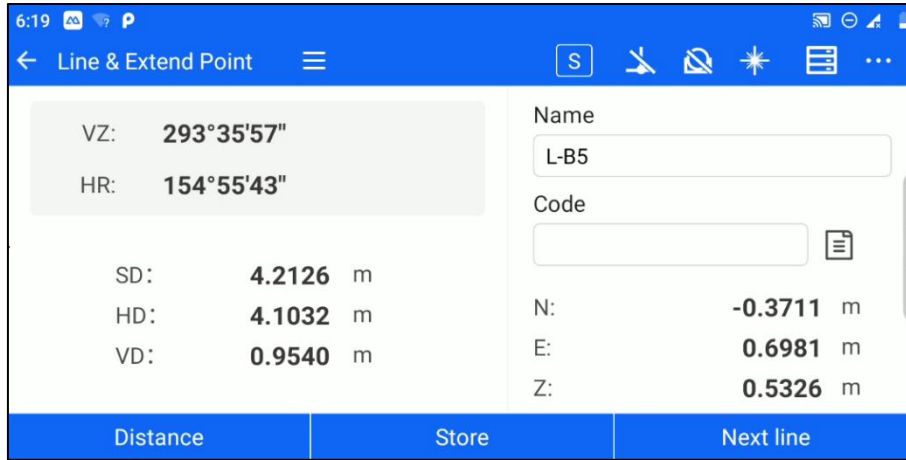 6:19
Line & Extend Point
S
VZ: 293°35'57"
HR: 154°55'43"
SD: 4.2126 m
HD: 4.1032 m
VD: 0.9540 m
Name
L-B5
Code
N: -0.3711 m
E: 0.6981 m
Z: 0.5326 m
Distance
Store
Next line